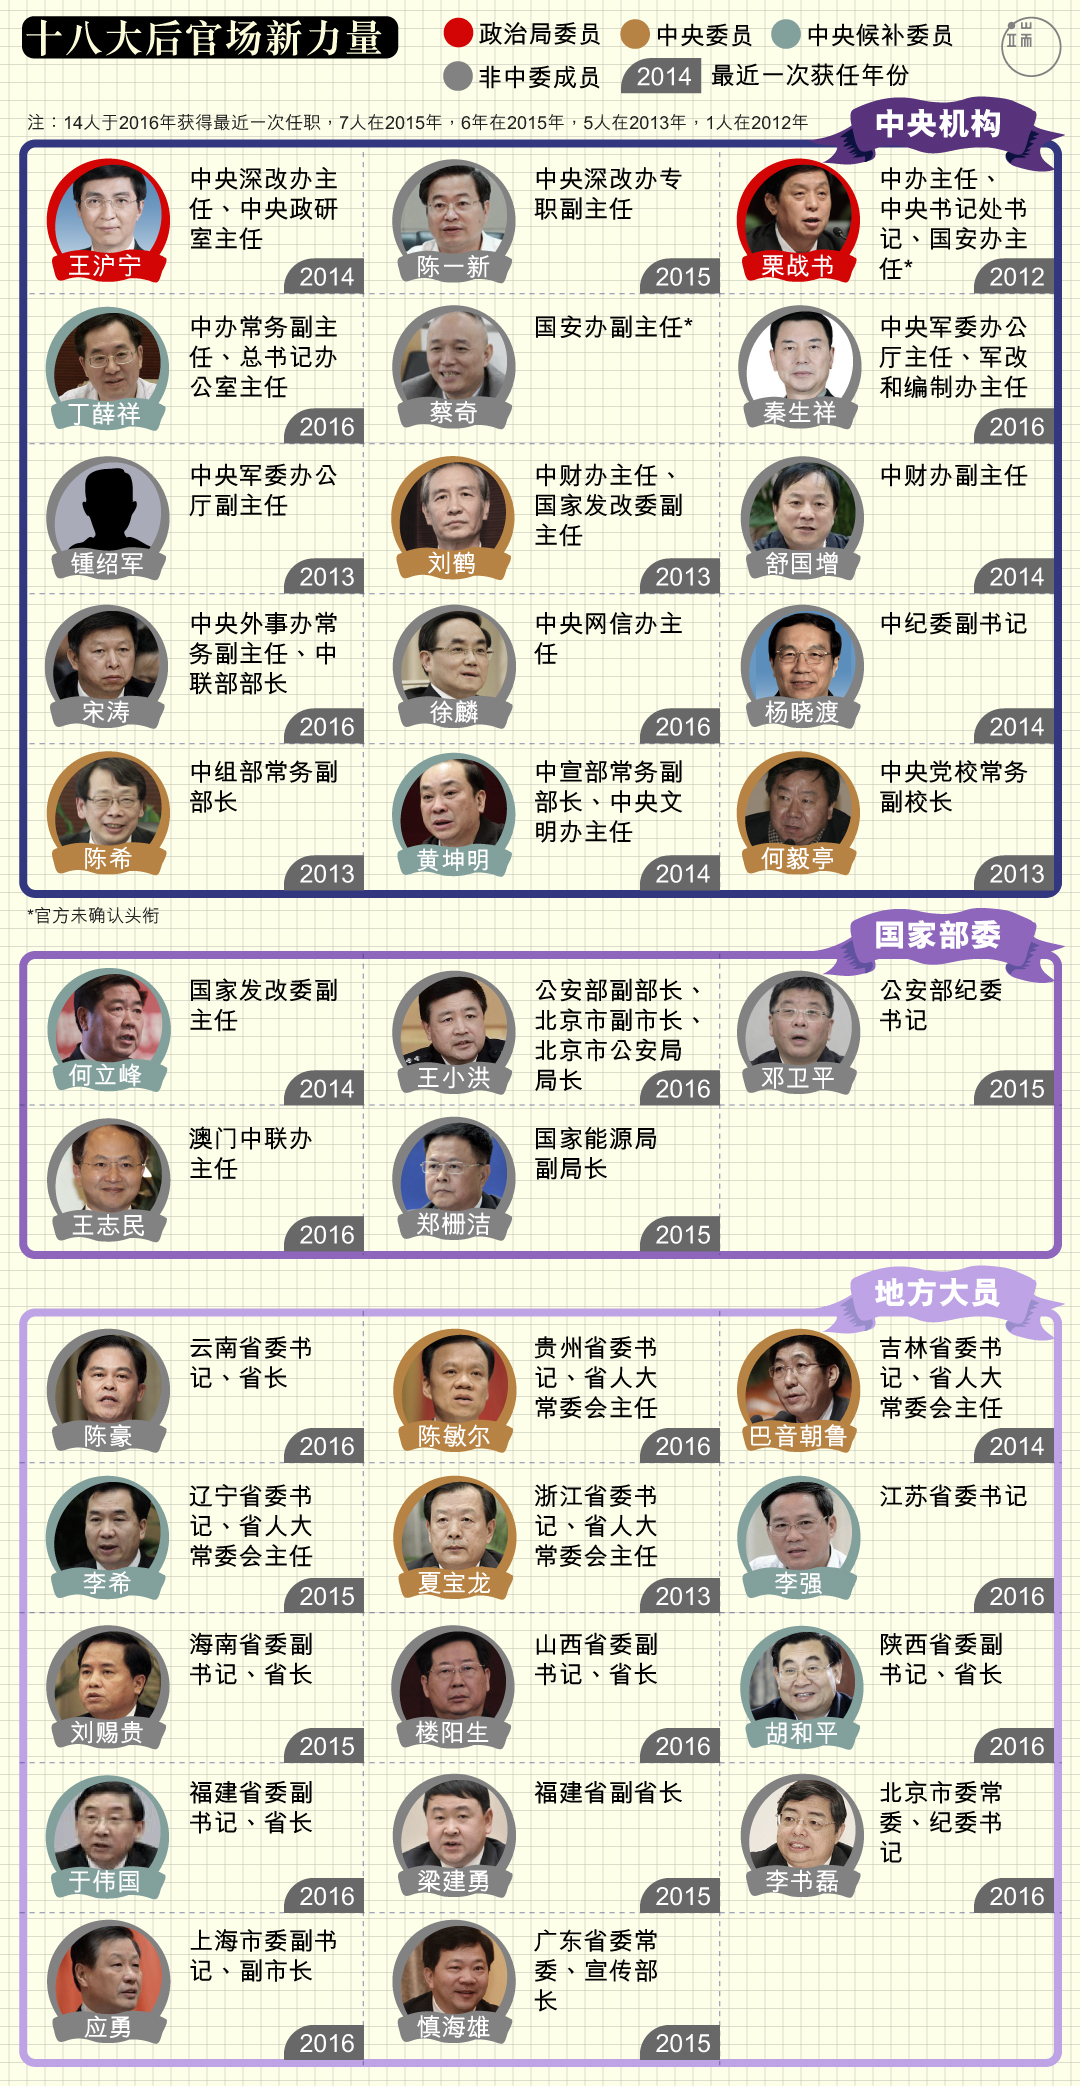 十八大后官场新力量
政治局委员
中央委员
中央候补委员
非中委成员
2014
最近一次获任年份
端
注：14人于2016年获得最近一次任职，7人在2015年，6年在2015年，5人在2013年，1人在2012年
中央机构
中央深改办主
任、中央政研
室主任
王沪宁
2014
中央深改办专
职副主任
陈一新
2015
中办主任、
中央书记处书
记、国安办主
任*
栗战书
2012
中办常务副主
任、总书记办
公室主任
丁薛祥
2016
国安办副主任*
蔡奇
中央军委办公
厅主任、军改
和编制办主任
秦生祥
2016
中央军委办公
厅副主任
锺绍军
2013
中财办主任、
国家发改委副
主任
刘鹤
2013
中财办副主任
舒国增
2014
中央外事办常
务副主任、中
联部部长
宋涛
2016
中央网信办主
任
徐麟
2016
中纪委副书记
杨晓渡
2014
中组部常务副
部长
陈希
2013
中宣部常务副
部长、中央文
明办主任
黄坤明
2014
中央党校常务
副校长
何毅亭
2013
*官方未确认头衔
国家部委
国家发改委副
主任
何立峰
2014
公安部副部长、
北京市副市长、
北京市公安局
局长
王小洪
2016
公安部纪委
书记
邓卫平
2015
澳门中联办
主任
王志民
2016
国家能源局
副局长
郑栅洁
2015
地方大员
云南省委书
记、省长
陈豪
2016
贵州省委书
记、省人大
常委会主任
陈敏尔
2016
吉林省委书
记、省人大
常委会主任
巴音朝鲁
2014
辽宁省委书
记、省人大
常委会主任
李希
2015
浙江省委书
记、省人大
常委会主任
夏宝龙
2013
江苏省委书记
李强
2016
海南省委副
书记、省长
刘赐贵
2015
山西省委副
书记、省长
楼阳生
2016
陕西省委副
书记、省长
胡和平
2016
福建省委副
书记、省长
于伟国
2016
福建省副省长
梁建勇
2015
北京市委常
委、纪委书
记
李书磊
2016
上海市委副书
记、副市长
应勇
2016
广东省委常
委、宣传部
长
慎海雄
2015